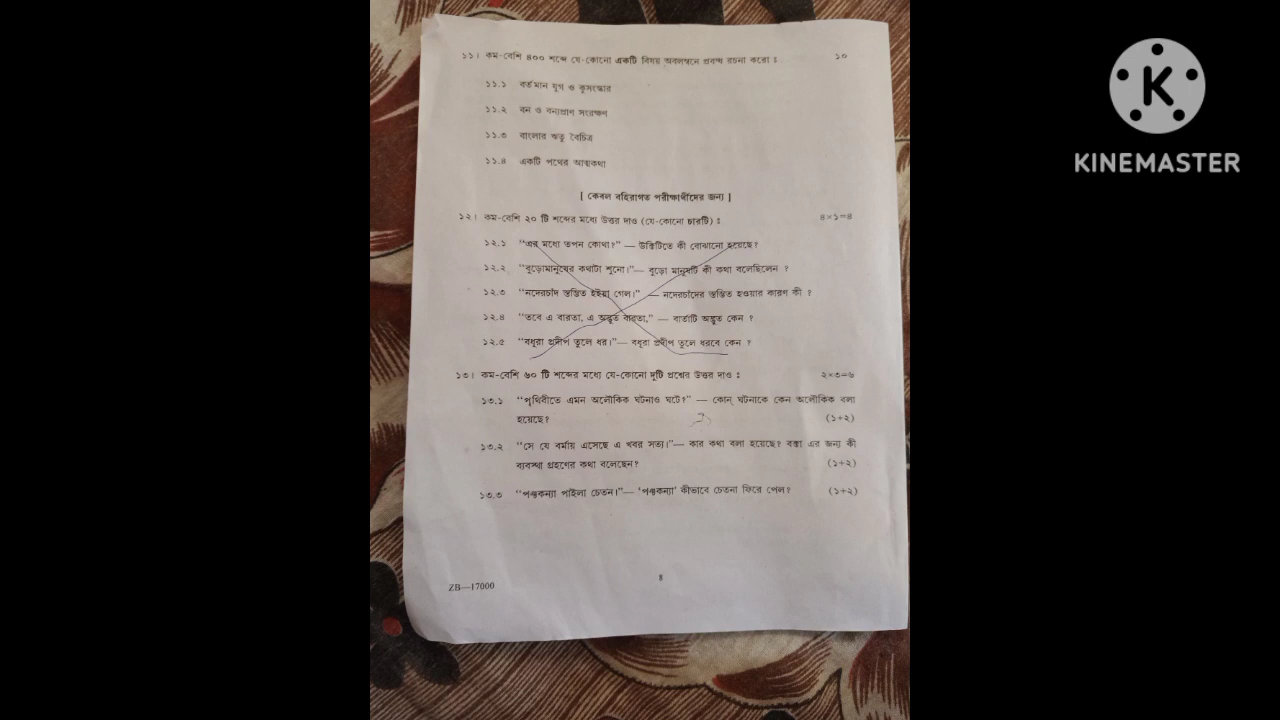 KINEMASTER
১১। কম-বেশি ৪০০ শব্দে যে-কোনো একটি বিষয় অবলম্বনে প্রবন্ধ রচনা করো : ১০
১১.১ বর্তমান যুগ ও কুসংস্কার
১১.২ বন ও বন্যপ্রাণ সংরক্ষণ
১১.৩ বাংলার ঋতু বৈচিত্র
১১.৪ একটি পথের আত্মকথা
[ কেবল বহিরাগত পরীক্ষার্থীদের জন্য ]
১২। কম-বেশি ২০ টি শব্দের মধ্যে উত্তর দাও (যে-কোনো চারটি) : ৪×১=৪
১২.১ “এর মধ্যে তপন কোথা?” — উক্তিটিতে কী বোঝানো হয়েছে?
১২.২ “বুড়োমানুষের কথাটা শুনো।”— বুড়ো মানুষটি কী কথা বলেছিলেন ?
১২.৩ “নদেরচাঁদ স্তম্ভিত হইয়া গেল।” — নদেরচাঁদের স্তম্ভিত হওয়ার কারণ কী ?
১২.৪ “তবে এ বারতা, এ অদ্ভুত বারতা,” — বার্তাটি অদ্ভুত কেন ?
১২.৫ “বধূরা প্রদীপ তুলে ধর।”— বধূরা প্রদীপ তুলে ধরবে কেন ?
১৩। কম-বেশি ৬০ টি শব্দের মধ্যে যে-কোনো দুটি প্রশ্নের উত্তর দাও : ২×৩=৬
১৩.১ “পৃথিবীতে এমন অলৌকিক ঘটনাও ঘটে?” — কোন্ ঘটনাকে কেন অলৌকিক বলা
হয়েছে? (১+২)
১৩.২ “সে যে বর্মায় এসেছে এ খবর সত্য।”— কার কথা বলা হয়েছে? বক্তা এর জন্য কী
ব্যবস্থা গ্রহণের কথা বলেছেন? (১+২)
১৩.৩ “পঞ্চকন্যা পাইলা চেতন।”— ‘পঞ্চকন্যা’ কীভাবে চেতনা ফিরে পেল? (১+২)
8
ZB—17000